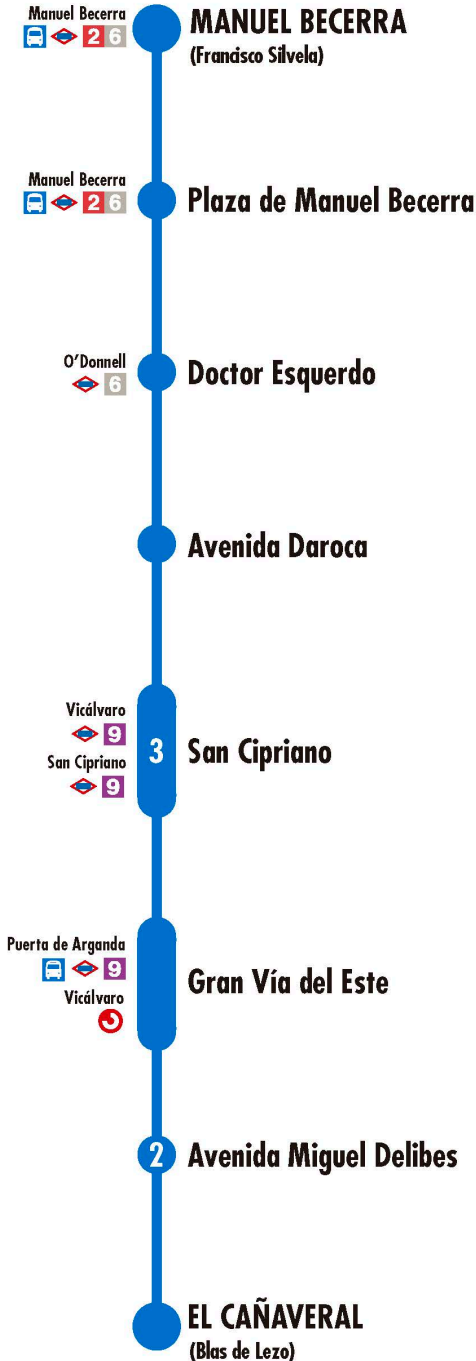 Manuel Becerra
2 6
MANUEL BECERRA
(Francisco Silvela)
Manuel Becerra
2 6
Plaza de Manuel Becerra
O'Donnell
6
Doctor Esquerdo
Avenida Daroca
Vicálvaro
9
San Cipriano
9
3
San Cipriano
Puerta de Arganda
9
Vicálvaro
Gran Vía del Este
2
Avenida Miguel Delibes
EL CAÑAVERAL
(Blas de Lezo)